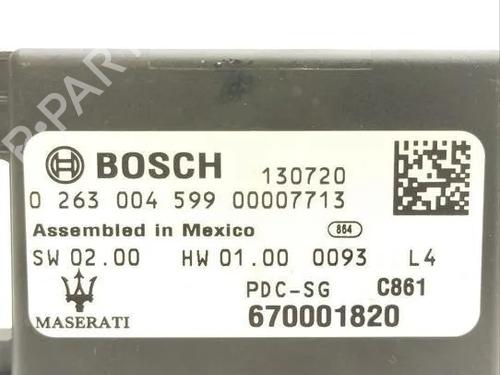 B-PARTS
BOSCH 130720
0 263 004 599 00007713
Assembled in Mexico 864
SW 02.00 HW 01.00 0093 L4
PDC-SG C861
MASERATI 670001820